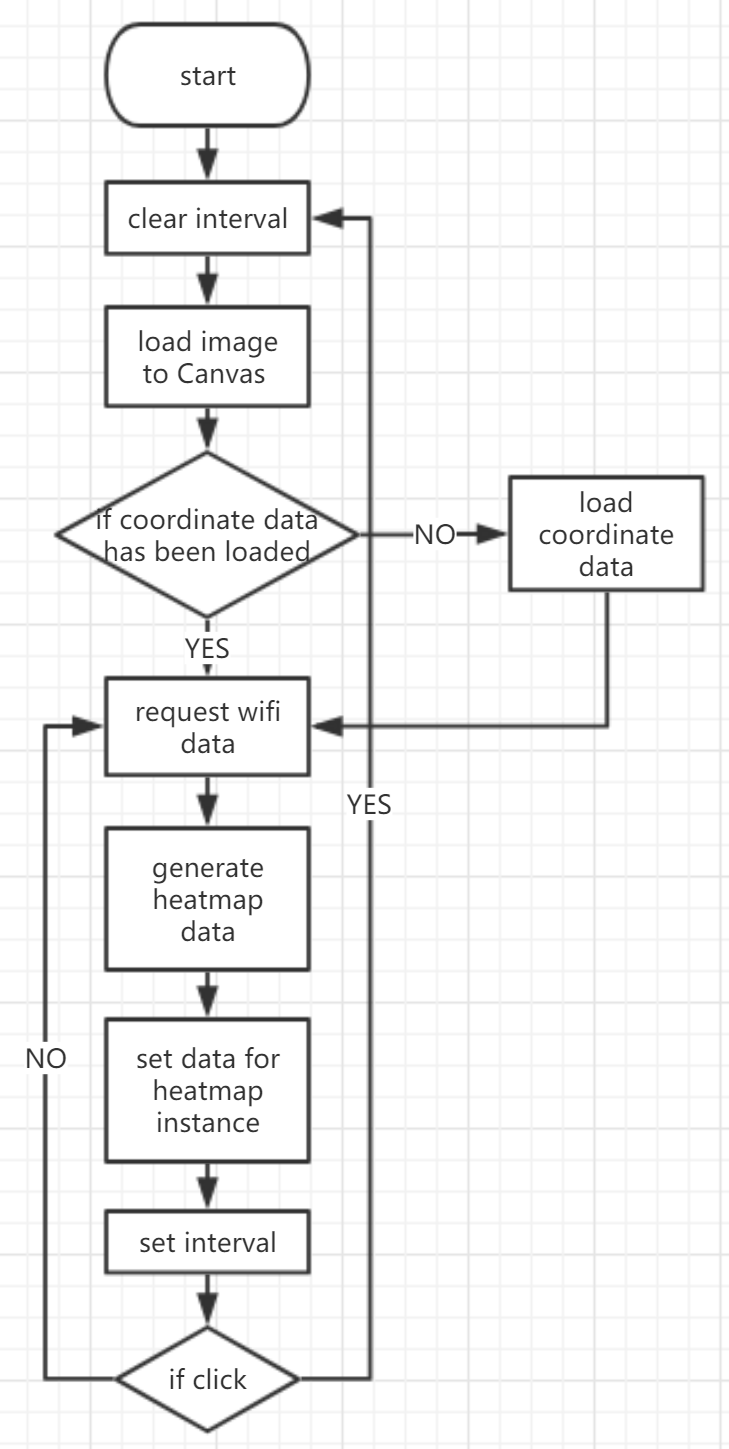 start
clear interval
load image
to Canvas
if coordinate data
has been loaded
NO
load
coordinate
data
YES
request wifi
data
YES
generate
heatmap
data
NO
set data for
heatmap
instance
set interval
if click